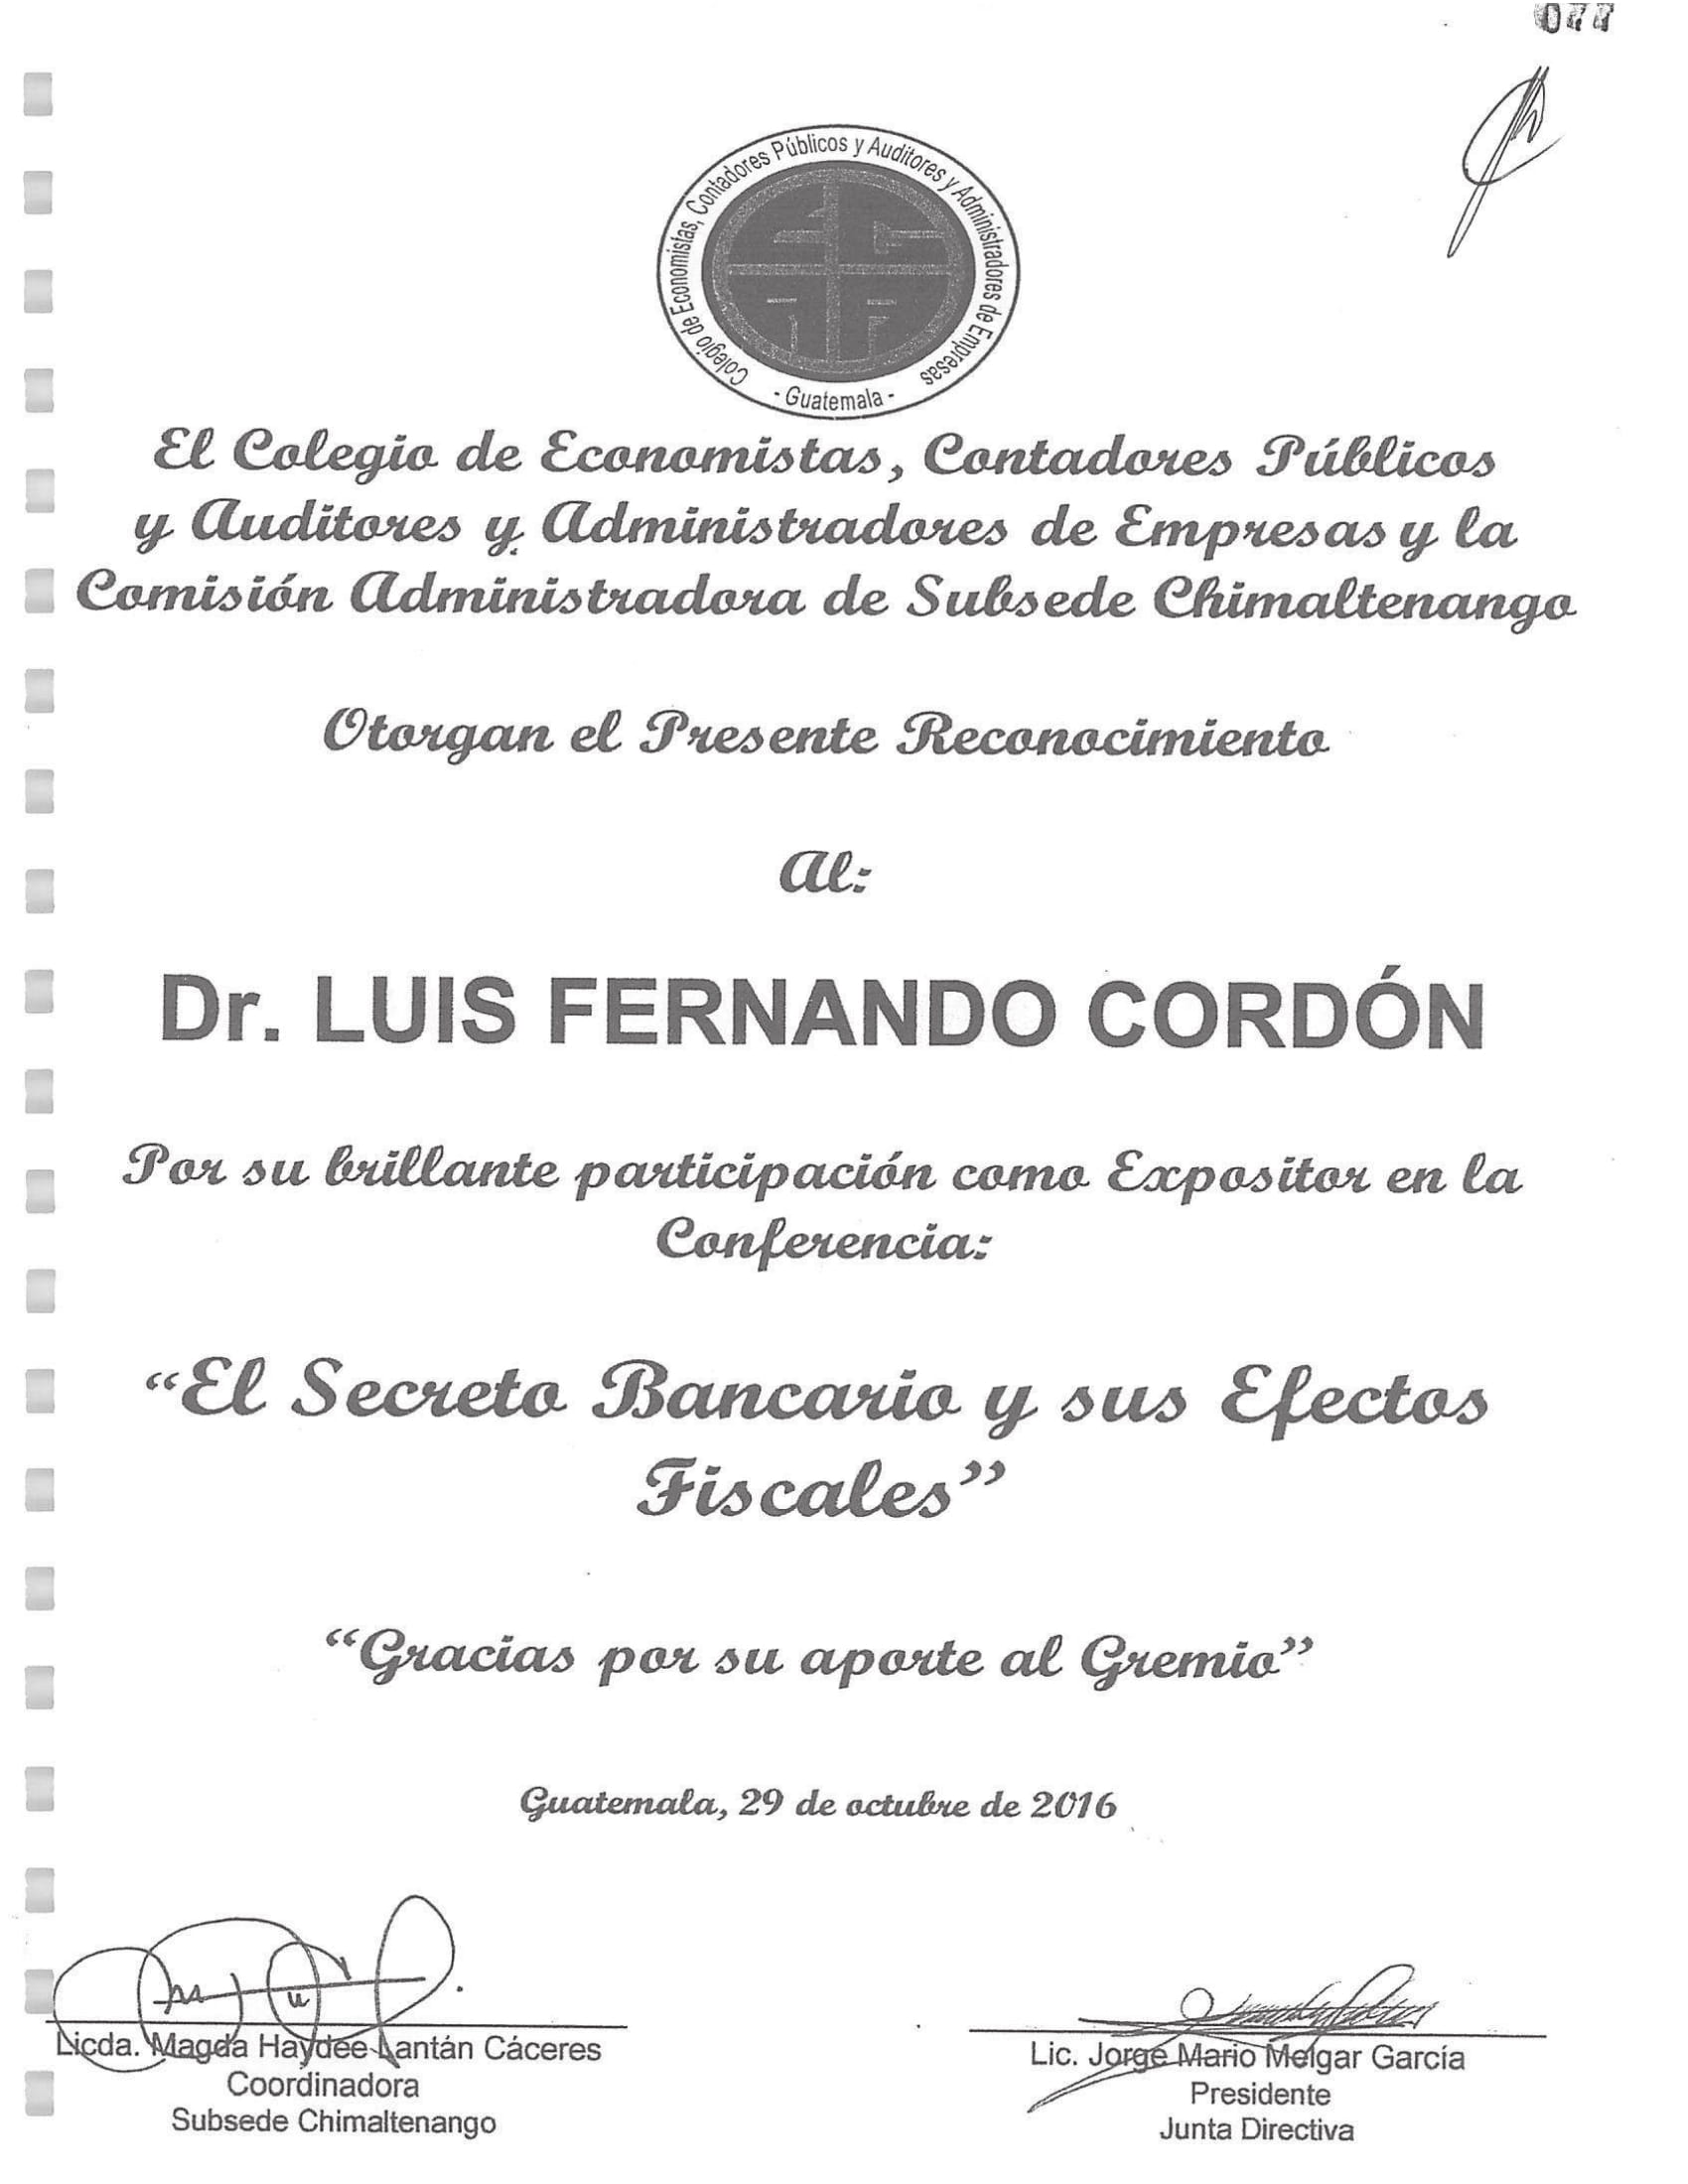 077
Colegio de Economistas, Contadores Públicos y Auditores y Administradores de Empresas
- Guatemala -
El Colegio de Economistas, Contadores Públicos
y Auditores y Administradores de Empresas y la
Comisión Administradora de Subsede Chimaltenango
Otorgan el Presente Reconocimiento
Al:
Dr. LUIS FERNANDO CORDÓN
Por su brillante participación como Expositor en la
Conferencia:
“El Secreto Bancario y sus Efectos
Fiscales”
“Gracias por su aporte al Gremio”
Guatemala, 29 de octubre de 2016
Licda. Magda Haydee Lantán Cáceres
Coordinadora
Subsede Chimaltenango
Lic. Jorge Mario Melgar García
Presidente
Junta Directiva